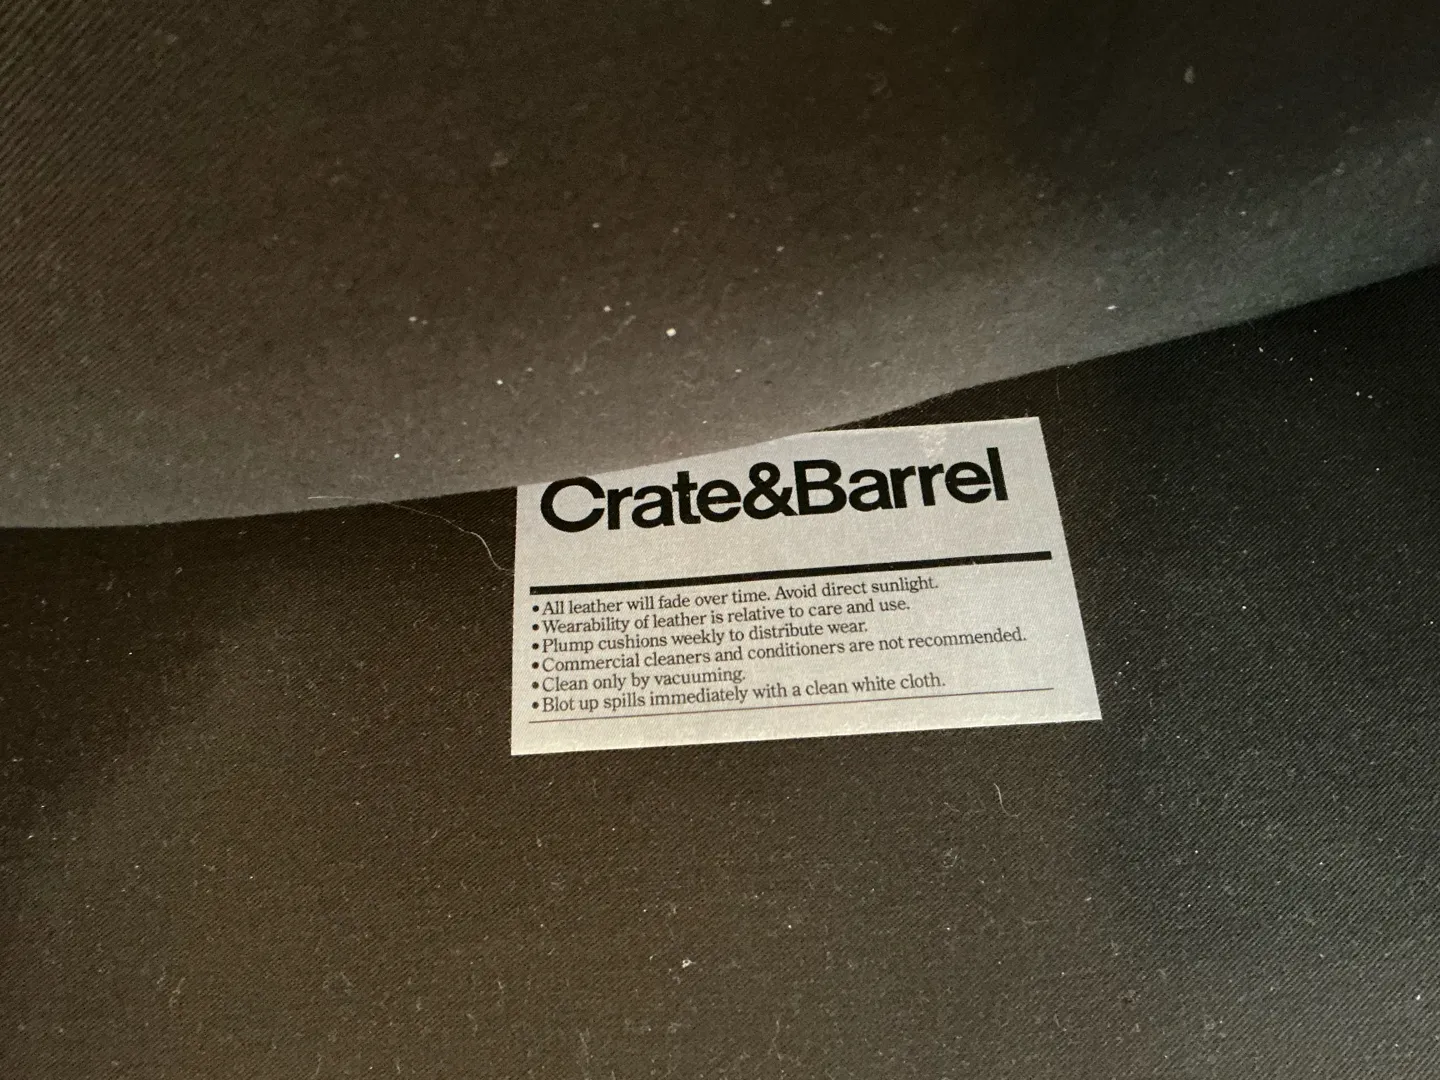 Crate&Barrel
•All leather will fade over time. Avoid direct sunlight.
•Wearability of leather is relative to care and use.
•Plump cushions weekly to distribute wear.
•Commercial cleaners and conditioners are not recommended.
•Clean only by vacuuming.
•Blot up spills immediately with a clean white cloth.